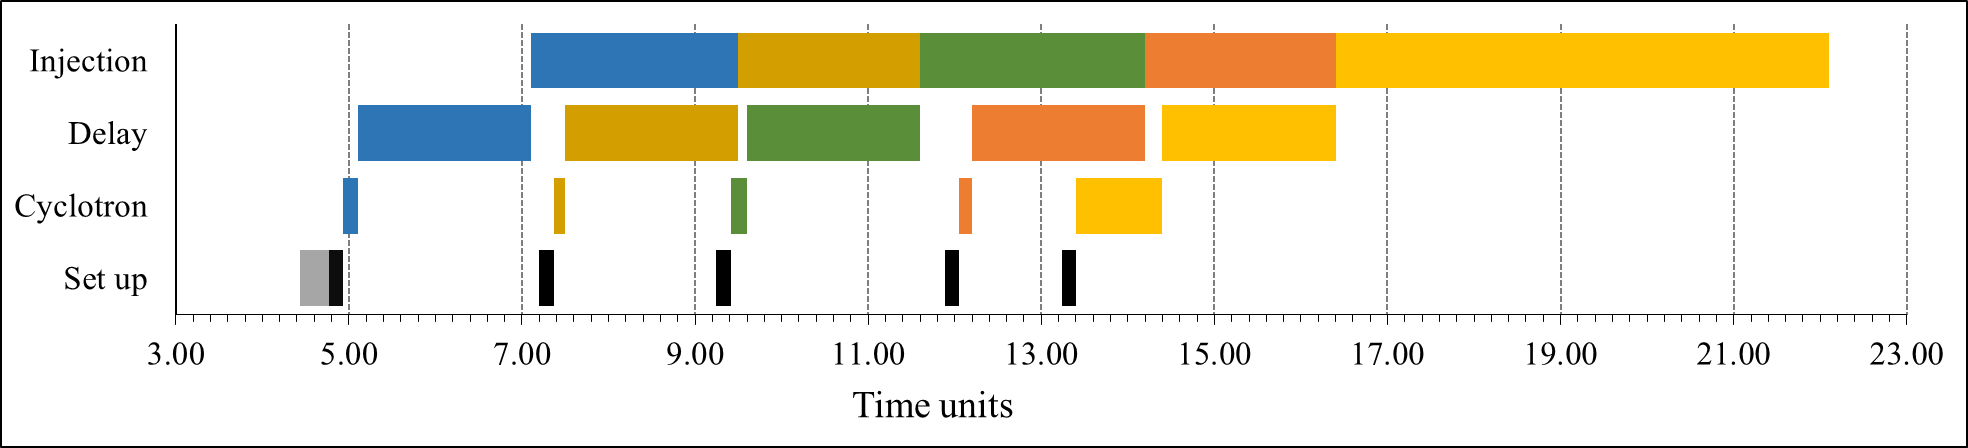 Injection
Delay
Cyclotron
Set up
3.00 5.00 7.00 9.00 11.00 13.00 15.00 17.00 19.00 21.00 23.00
Time units